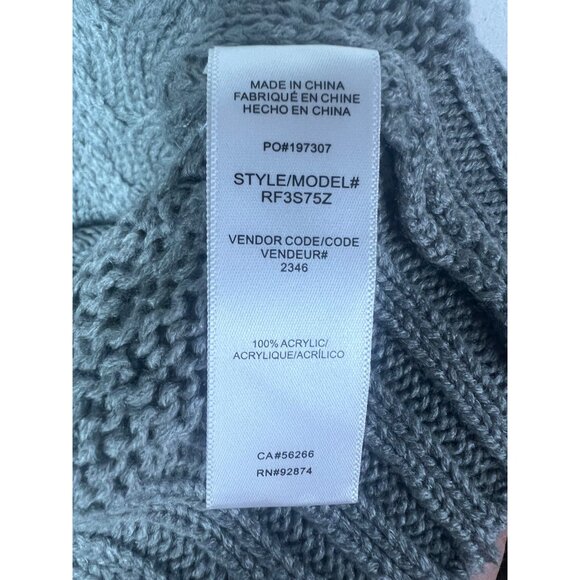 MADE IN CHINA
FABRIQUÉ EN CHINE
HECHO EN CHINA
PO#197307
STYLE/MODEL#
RF3S75Z
VENDOR CODE/CODE
VENDEUR#
2346
100% ACRYLIC/
ACRYLIQUE/ACRÍLICO
CA#56266
RN#92874